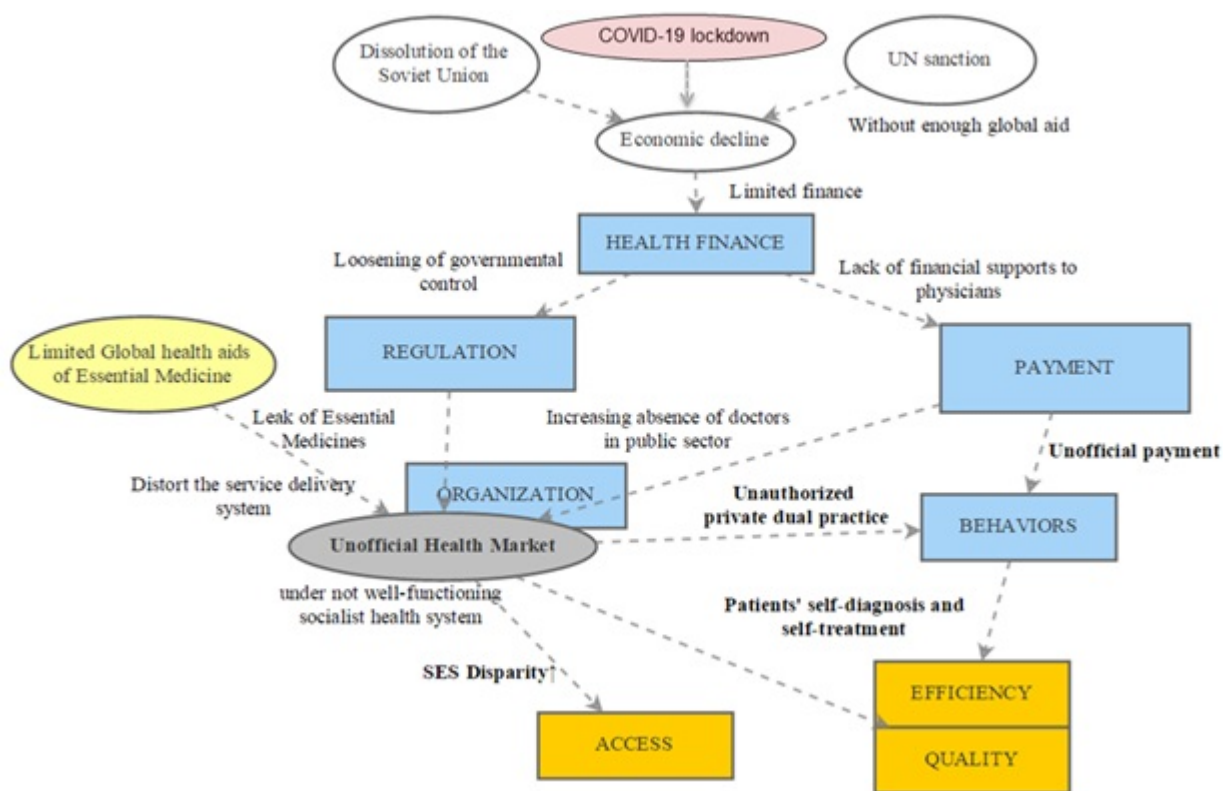 COVID-19 lockdown
Dissolution of the
Soviet Union
UN sanction
Without enough global aid
Economic decline
Limited finance
HEALTH FINANCE
Loosening of governmental
control
Lack of financial supports to
physicians
REGULATION
PAYMENT
Limited Global health aids
of Essential Medicine
Leak of Essential
Medicines
Increasing absence of doctors
in public sector
Unofficial payment
Distort the service delivery
system
ORGANIZATION
Unauthorized
private dual practice
BEHAVIORS
Unofficial Health Market
under not well-functioning
socialist health system
Patients' self-diagnosis and
self-treatment
SES Disparity↑
EFFICIENCY
ACCESS
QUALITY